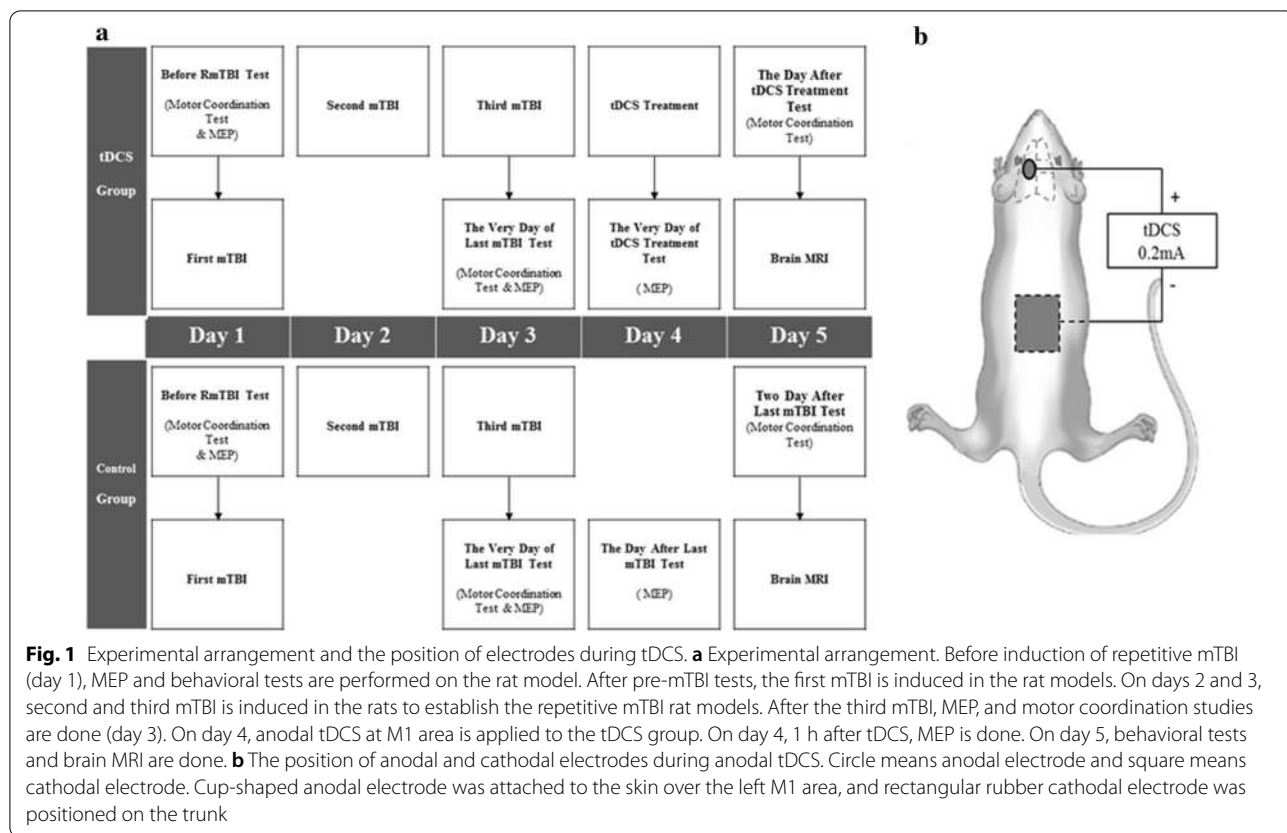 a
b
tDCS
Group
Before RmTBI Test
(Motor Coordination
Test
& MEP)
Second mTBI
Third mTBI
tDCS Treatment
The Day After
tDCS Treatment
Test
(Motor Coordination
Test)
First mTBI
The Very Day of
Last mTBI Test
(Motor Coordination
Test & MEP)
The Very Day of
tDCS Treatment
Test
( MEP)
Brain MRI
Day 1
Day 2
Day 3
Day 4
Day 5
Control
Group
Before RmTBI Test
(Motor Coordination
Test
& MEP)
Second mTBI
Third mTBI
Two Day After
Last mTBI Test
(Motor Coordination
Test)
First mTBI
The Very Day of
Last mTBI Test
(Motor Coordination
Test & MEP)
The Day After Last
mTBI Test
( MEP)
Brain MRI
+
tDCS
0.2mA
-
Fig. 1 Experimental arrangement and the position of electrodes during tDCS. a Experimental arrangement. Before induction of repetitive mTBI
(day 1), MEP and behavioral tests are performed on the rat model. After pre-mTBI tests, the first mTBI is induced in the rat models. On days 2 and 3,
second and third mTBI is induced in the rats to establish the repetitive mTBI rat models. After the third mTBI, MEP, and motor coordination studies
are done (day 3). On day 4, anodal tDCS at M1 area is applied to the tDCS group. On day 4, 1 h after tDCS, MEP is done. On day 5, behavioral tests
and brain MRI are done. b The position of anodal and cathodal electrodes during anodal tDCS. Circle means anodal electrode and square means
cathodal electrode. Cup-shaped anodal electrode was attached to the skin over the left M1 area, and rectangular rubber cathodal electrode was
positioned on the trunk